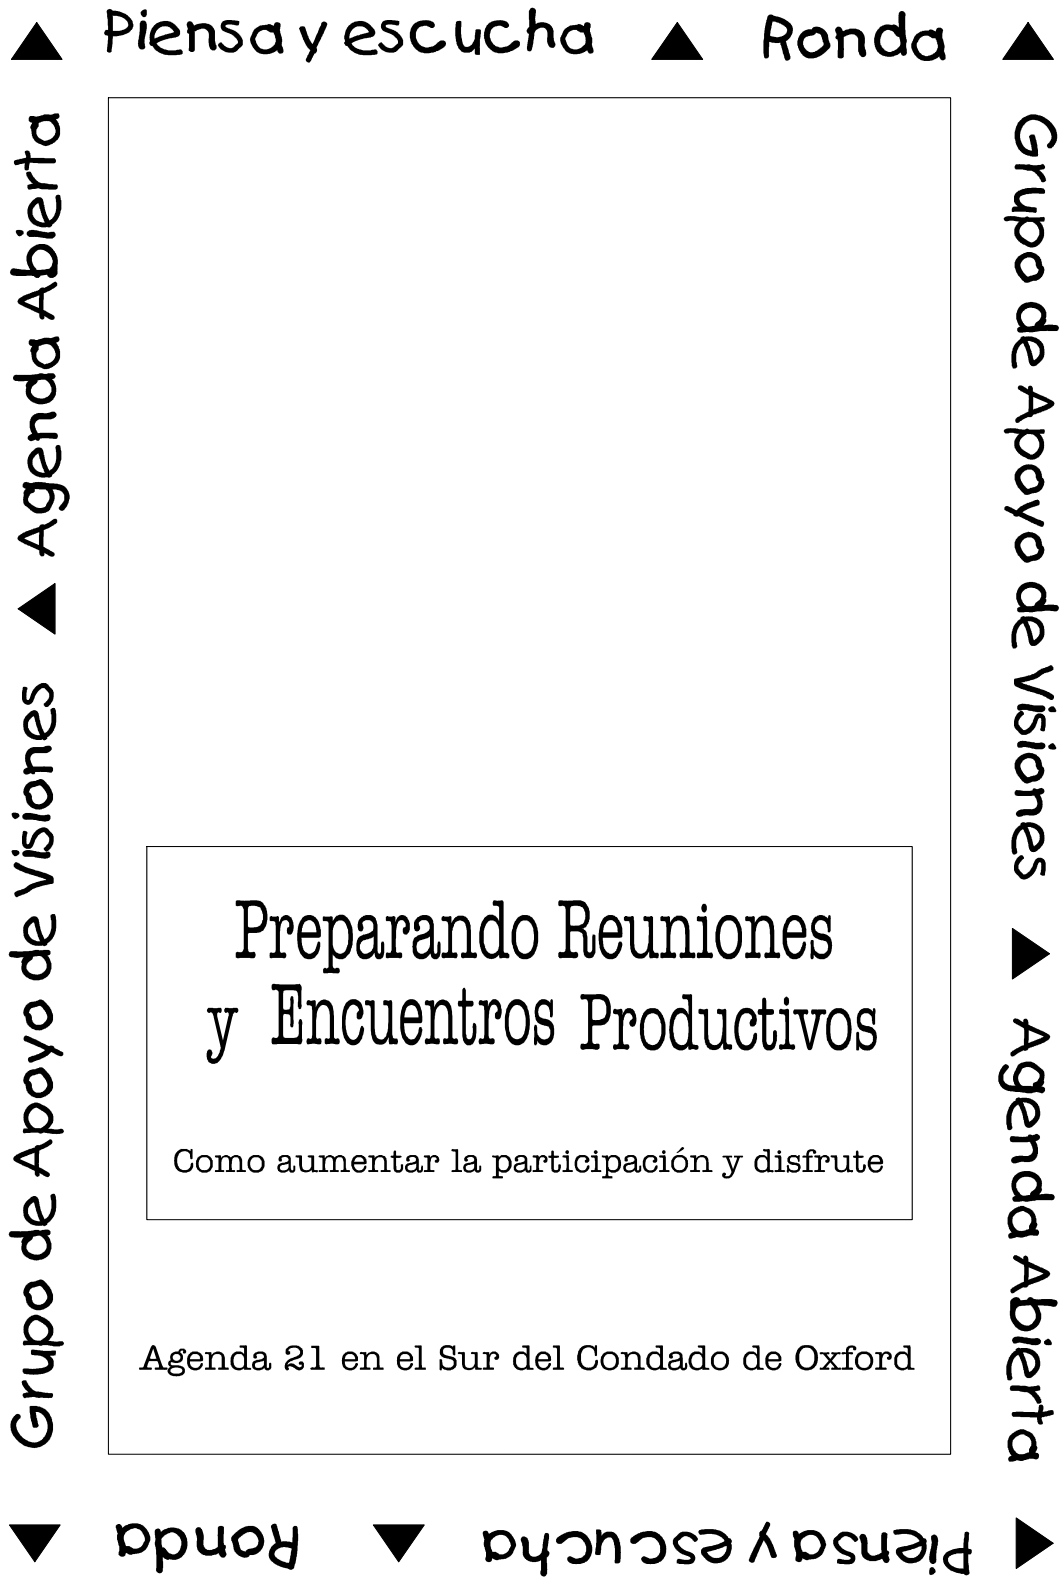 Piensa y escucha
Ronda
Grupo de Apoyo de Visiones
Agenda Abierta
Piensa y escucha
Ronda
Grupo de Apoyo de Visiones
Agenda Abierta
Preparando Reuniones
y Encuentros Productivos
Como aumentar la participación y disfrute
Agenda 21 en el Sur del Condado de Oxford